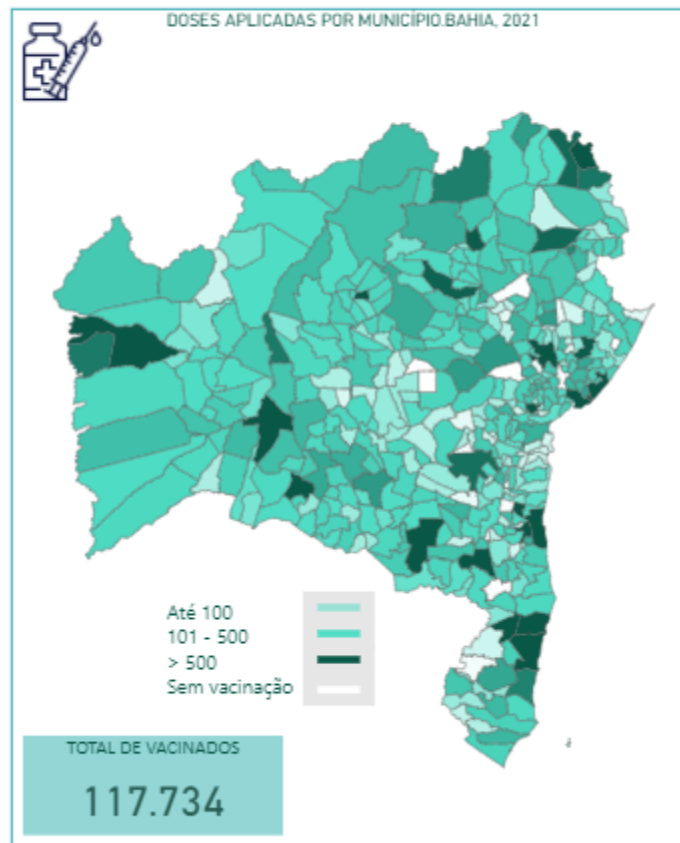 DOSES APLICADAS POR MUNICÍPIO.BAHIA, 2021
Até 100
101 - 500
> 500
Sem vacinação
TOTAL DE VACINADOS
117.734